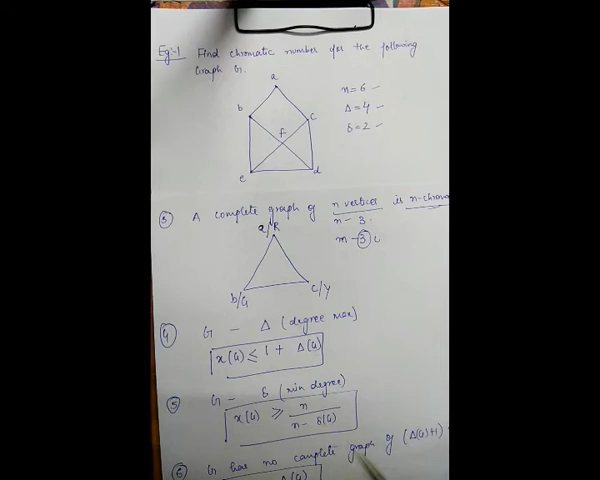 Eg:-1 Find chromatic number for the following
Graph G.
a
b
c
f
e
d
n=6 -
Δ=4 -
δ=2 -
③ A complete graph of n vertices is n-chrom
n- 3.
m - 3 c
a/R
b/G
c/Y
④ G - Δ (degree max)
x(G) ≤ 1 + Δ(G)
⑤ G - δ (min degree)
x(G) ≥ n / n - δ(G)
⑥ G has no complete graph of (Δ(G)+1)
Δ(G)